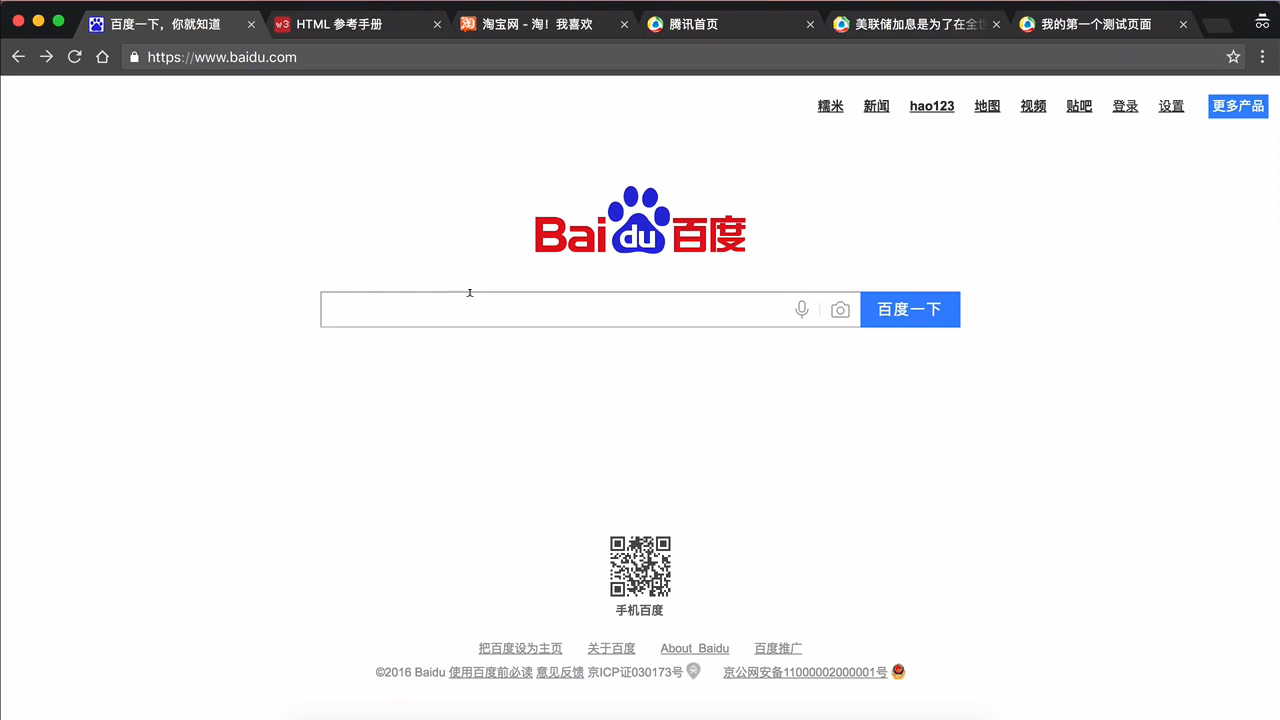 百度一下，你就知道
HTML 参考手册
淘宝网 - 淘！我喜欢
腾讯首页
美联储加息是为了在全世
我的第一个测试页面
https://www.baidu.com
糯米 新闻 hao123 地图 视频 贴吧 登录 设置 更多产品
Bai du 百度
百度一下
手机百度
把百度设为主页 关于百度 About Baidu 百度推广
©2016 Baidu 使用百度前必读 意见反馈 京ICP证030173号 京公网安备11000002000001号